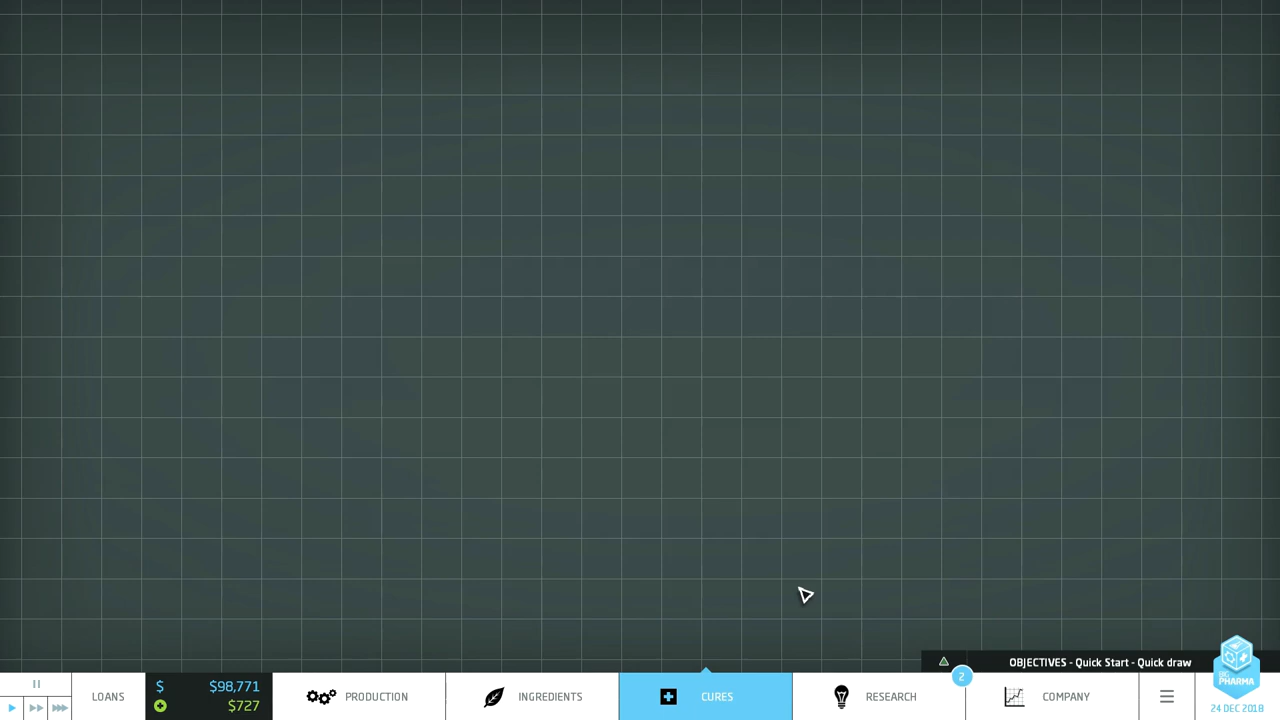 OBJECTIVES - Quick Start - Quick draw
2
LOANS
$ $98,771
$727
PRODUCTION
INGREDIENTS
CURES
RESEARCH
COMPANY
BIG PHARMA
24 DEC 2018